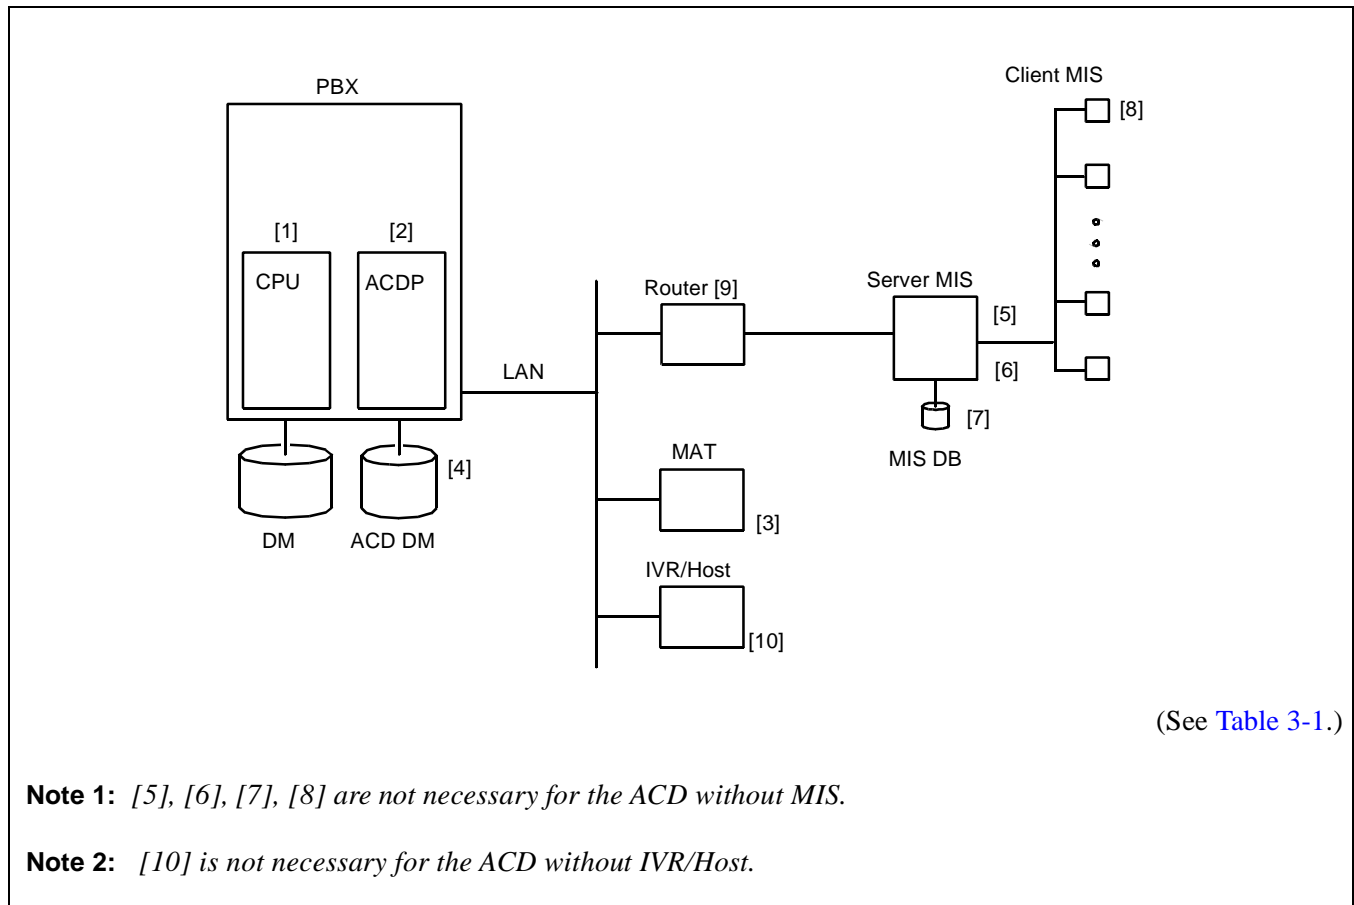 Client MIS
PBX
[8]
[1]
[2]
CPU
ACDP
Router [9]
Server MIS
[5]
LAN
[6]
[7]
MAT
MIS DB
[4]
[3]
DM
ACD DM
IVR/Host
[10]
(See Table 3-1.)
Note 1: [5], [6], [7], [8] are not necessary for the ACD without MIS.
Note 2: [10] is not necessary for the ACD without IVR/Host.